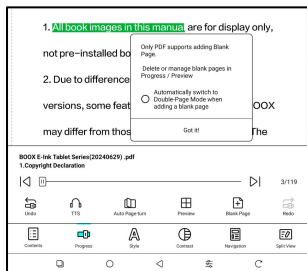 1. All book images in this manual are for display only,
not pre-installed bo
2. Due to difference
versions, some feat
OOX
may differ from thos
The
Only PDF supports adding Blank
Page.
Delete or manage blank pages in
Progress / Preview
Automatically switch to
Double-Page Mode when
adding a blank page
Got it!
BOOX E-Ink Tablet Series(20240629) .pdf
1.Copyright Declaration
3/119
Undo
TTS
Auto Page-turn
Preview
Blank Page
Redo
Contents
Progress
Style
Contrast
Navigation
Split View